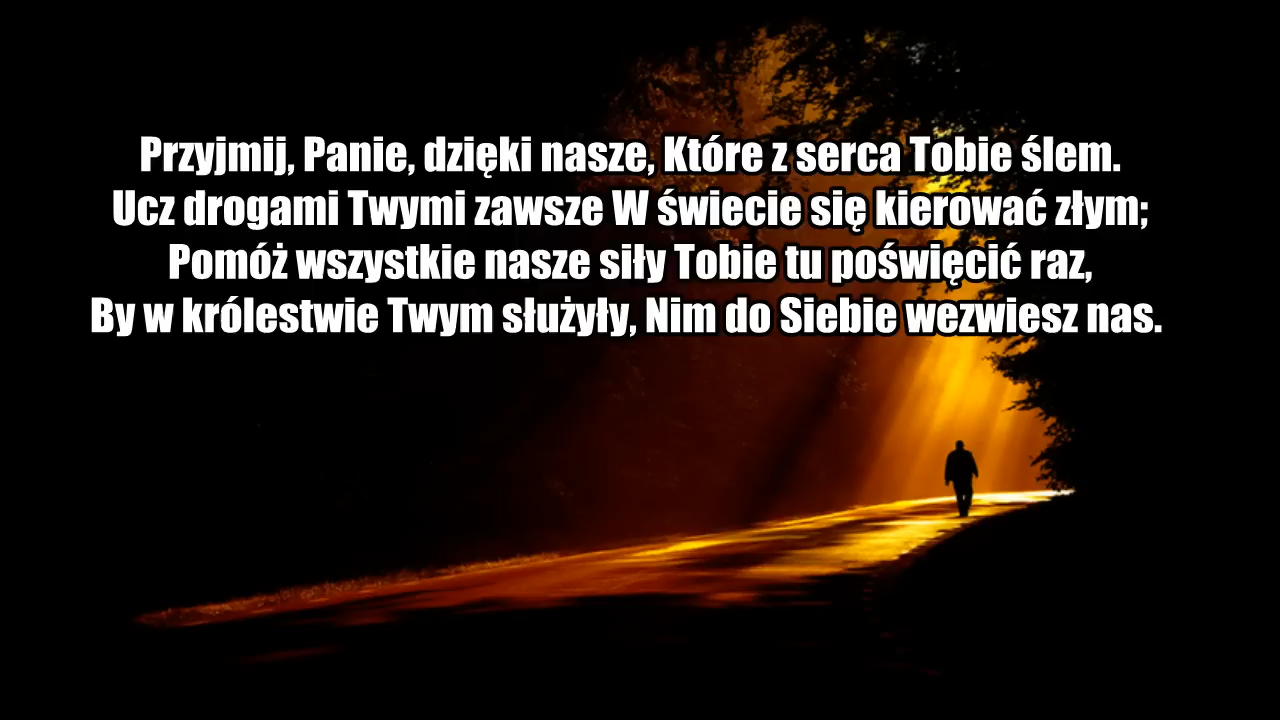 Przyjmij, Panie, dzięki nasze, Które z serca Tobie ślem.
Ucz drogami Twymi zawsze W świecie się kierować złym;
Pomóż wszystkie nasze siły Tobie tu poświęcić raz,
By w królestwie Twym służyły, Nim do Siebie wezwiesz nas.